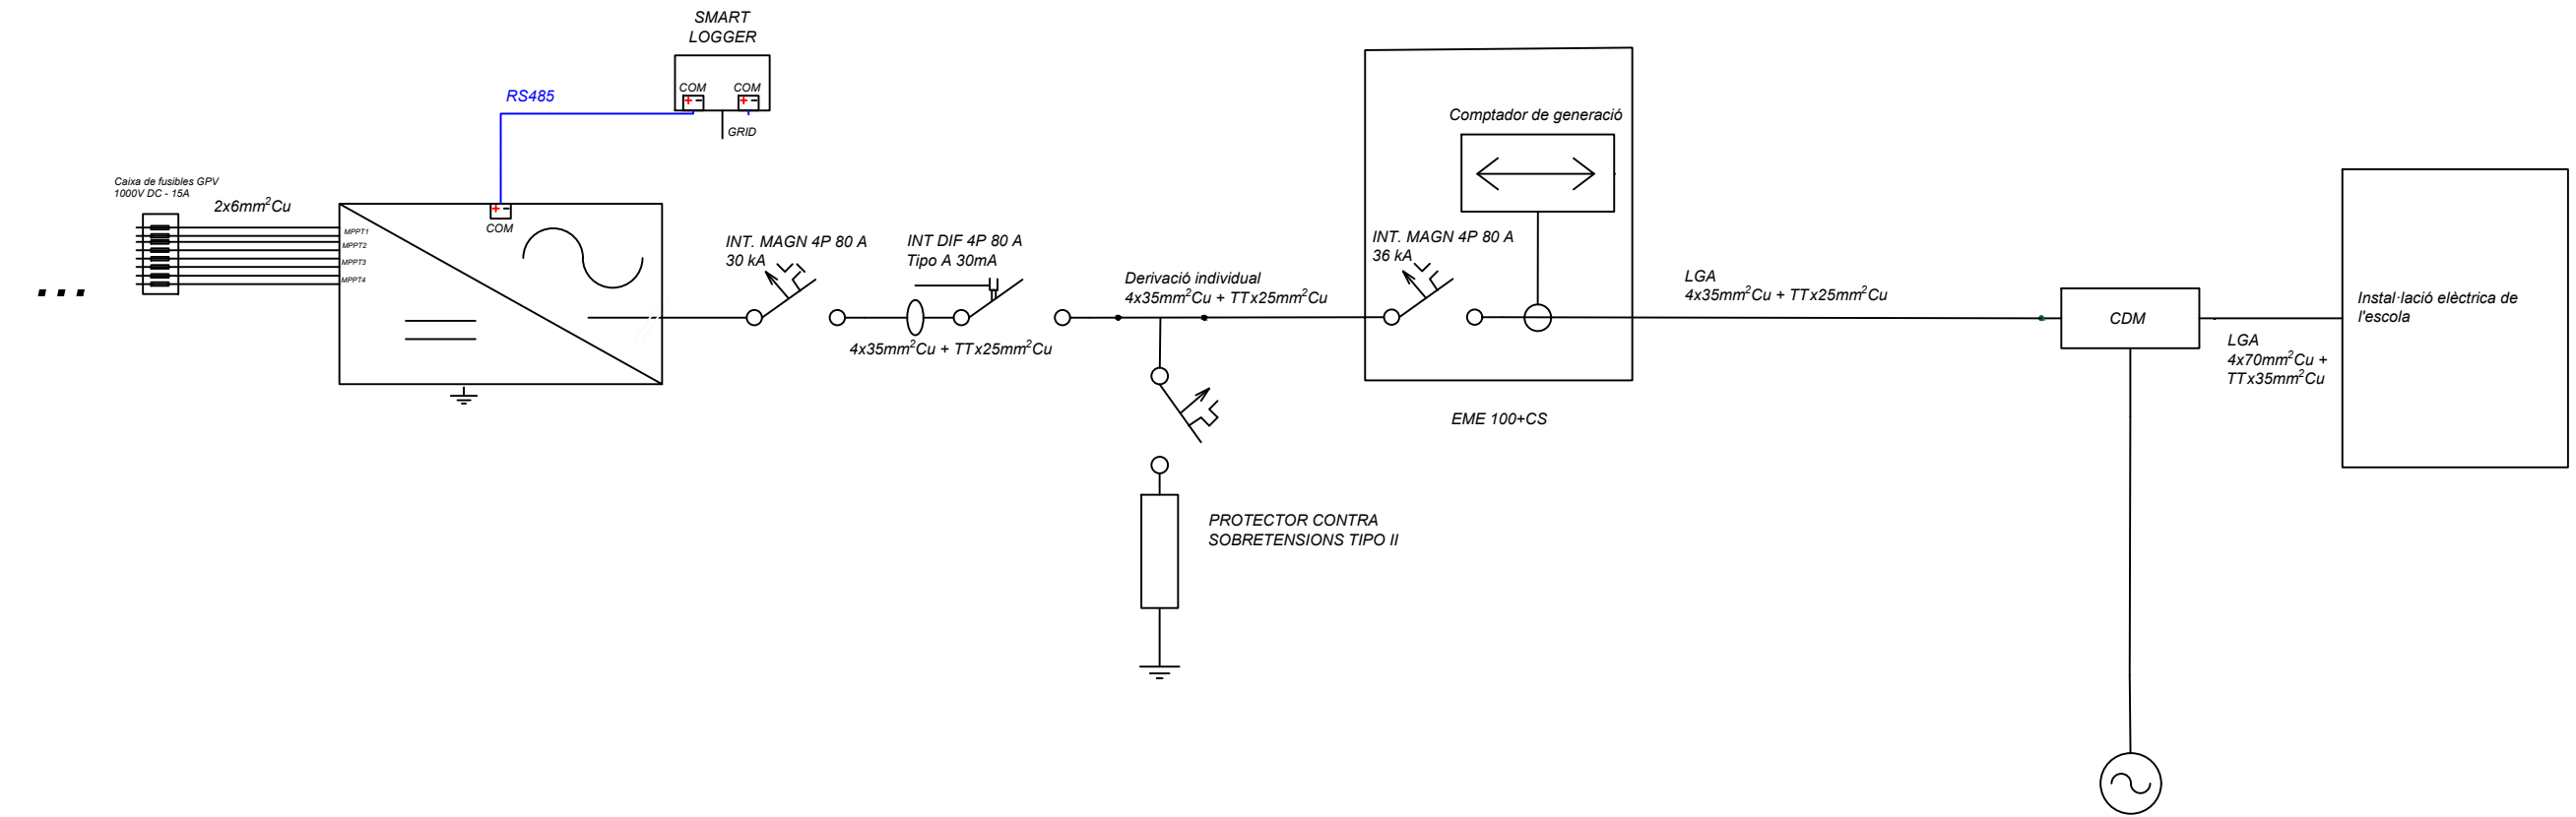 SMART
LOGGER
COM
COM
+ -
+ -
RS485
GRID
Caixa de fusibles GPV
1000V DC - 15A
2x6mm²Cu
MPPT1
MPPT2
MPPT3
MPPT4
+ -
COM
INT. MAGN 4P 80 A
30 kA
INT DIF 4P 80 A
Tipo A 30mA
4x35mm²Cu + TTx25mm²Cu
Derivació individual
4x35mm²Cu + TTx25mm²Cu
PROTECTOR CONTRA
SOBRETENSIONS TIPO II
Comptador de generació
INT. MAGN 4P 80 A
36 kA
EME 100+CS
LGA
4x35mm²Cu + TTx25mm²Cu
CDM
LGA
4x70mm²Cu +
TTx35mm²Cu
Instal·lació elèctrica de
l'escola
...